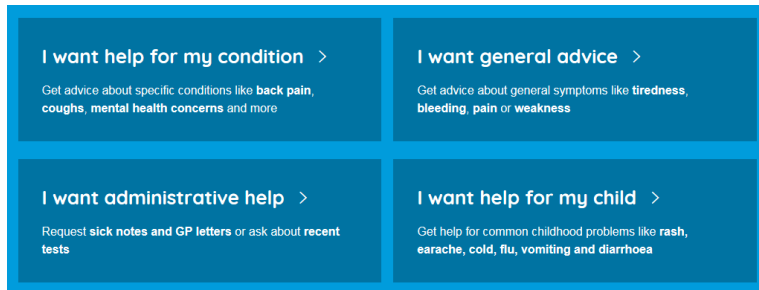 I want help for my condition >
Get advice about specific conditions like back pain,
coughs, mental health concerns and more
I want general advice >
Get advice about general symptoms like tiredness,
bleeding, pain or weakness
I want administrative help >
Request sick notes and GP letters or ask about recent
tests
I want help for my child >
Get help for common childhood problems like rash,
earache, cold, flu, vomiting and diarrhoea